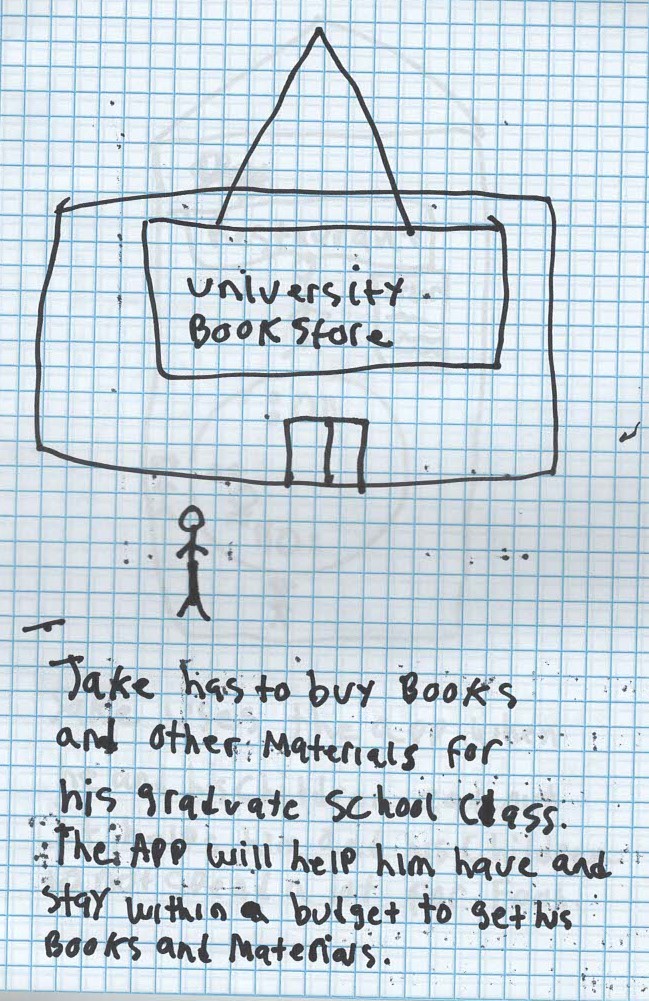 University.
BOOK Store
Jake has to buy Books
and other Materials for
his graduate School Class.
The APP will help him have and
stay within a budget to get his
Books and Materials.